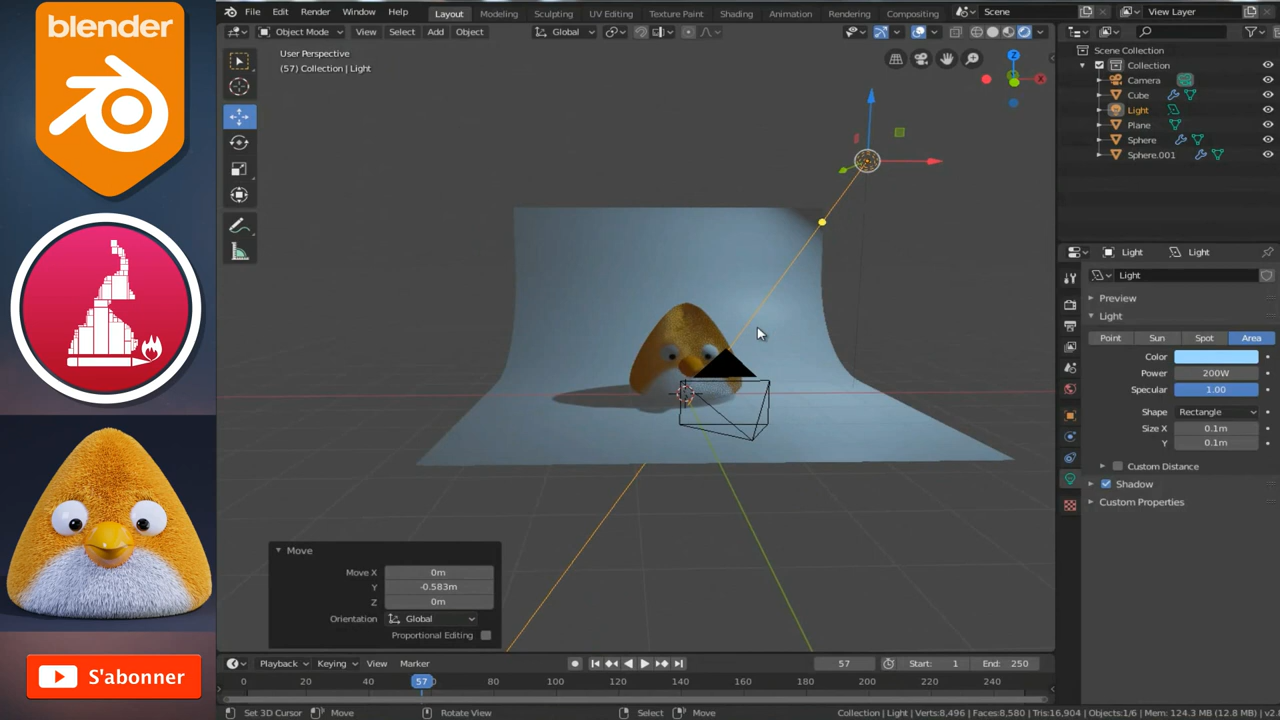 blender
S'abonner
File Edit Render Window Help
Layout Modeling Sculpting UV Editing Texture Paint Shading Animation Rendering Compositing
Scene
View Layer
Object Mode View Select Add Object
Global
User Perspective
(57) Collection | Light
Z
X
Scene Collection
Collection
Camera
Cube
Light
Plane
Sphere
Sphere.001
Light Light
Light
Preview
Light
Point Sun Spot Area
Color
Power 200W
Specular 1.00
Shape Rectangle
Size X 0.1m
Y 0.1m
Custom Distance
Shadow
Custom Properties
Move
Move X 0m
Y -0.583m
Z 0m
Orientation Global
Proportional Editing
Playback Keying View Marker
57
Start: 1 End: 250
0 20 40 57 80 100 120 140 160 180 200 220 240
Set 3D Cursor Move Rotate View Select Move
Collection | Light | Verts:8,496 | Faces:8,580 | Tris:16,904 | Objects:1/6 | Mem: 124.3 MB (12.8 MB)